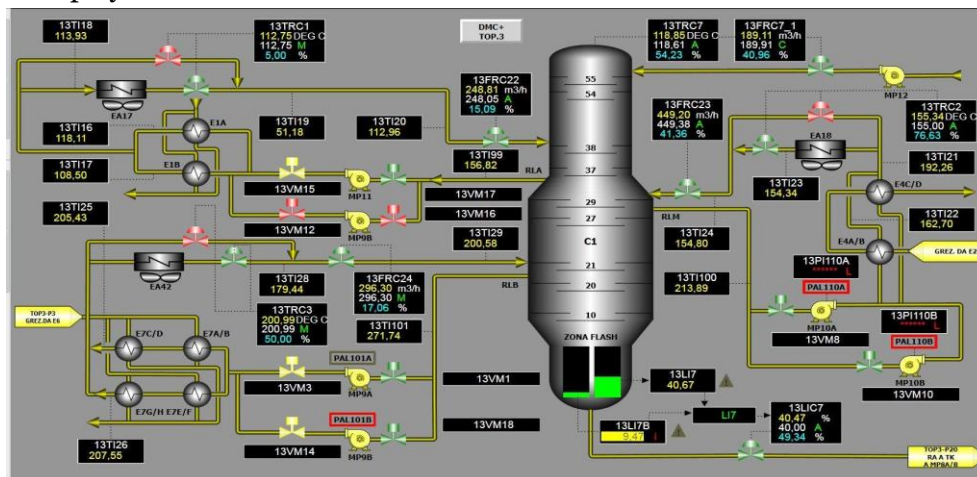 13TI18
113,93
13TRC1
112,75 DEG C
112,75 M
5,00 %
DMC+
TOP.3
13TRC7
118,85 DEG C
118,61 A
54,23 %
13FRC7_1
189,11 m3/h
189,91 C
40,96 %
55
54
MP12
13FRC22
248,81 m3/h
248,05 A
15,09 %
13FRC23
449,20 m3/h
449,38 A
41,36 %
13TRC2
155,34 DEG C
155,00 A
76,63 %
EA17
EA18
13TI16
118,11
E1A
13TI19
51,18
13TI20
112,96
38
13TI21
192,26
13TI17
108,50
E1B
13TI99
156,82
RLA
37
13TI23
154,34
E4C/D
13VM15
MP11
13VM17
29
RLM
13TI25
205,43
13VM16
27
13TI24
154,80
13TI22
162,70
13VM12
MP9B
13TI29
200,58
C1
E4A/B
GREZ. DA E2
EA42
13TI28
179,44
13FRC24
296,30 m3/h
296,30 M
17,06 %
21
20
RLB
13TI100
213,89
13PI110A
****** L
PAL110A
TOP3-P3
GREZ.DA E6
13TRC3
200,99 DEG C
200,99 M
50,00 %
13TI101
271,74
10
MP10A
13VM8
13PI110B
****** L
PAL110B
E7C/D
E7A/B
ZONA FLASH
PAL101A
13VM3
MP9A
13VM1
13LI7
40,67
MP10B
13VM10
E7G/H
E7E/F
PAL101B
13VM18
LI7
13LIC7
40,47 %
40,00 A
49,34 %
13LI7B
9,47
13TI26
207,55
13VM14
MP9B
TOP3-P20
RA A TK
A MP8A/B